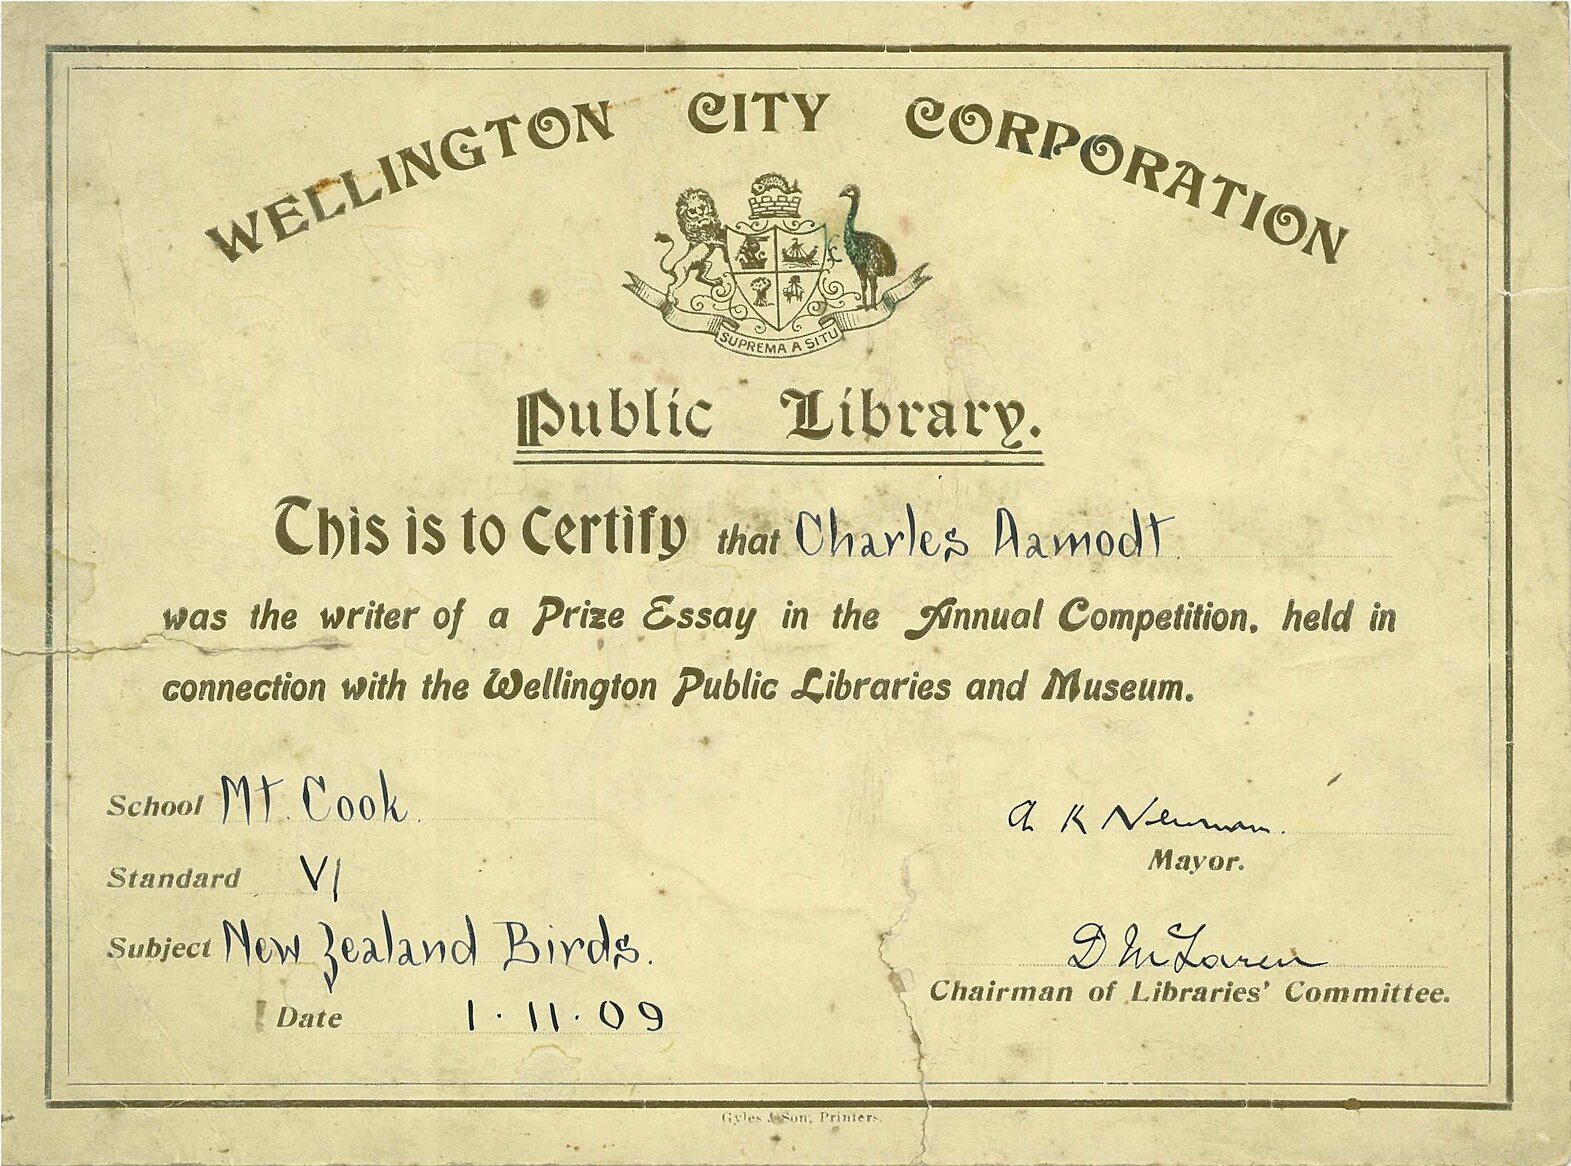 WELLINGTON CITY CORPORATION
SUPREMA A SITU
Public Library.
This is to Certify that Charles Aamodt
was the writer of a Prize Essay in the Annual Competition, held in
connection with the Wellington Public Libraries and Museum.
School Mt. Cook.
Standard VI
Subject New Zealand Birds.
Date 1.11.09
A K Newman.
Mayor.
D McLaren
Chairman of Libraries' Committee.
Gyles & Son, Printers.